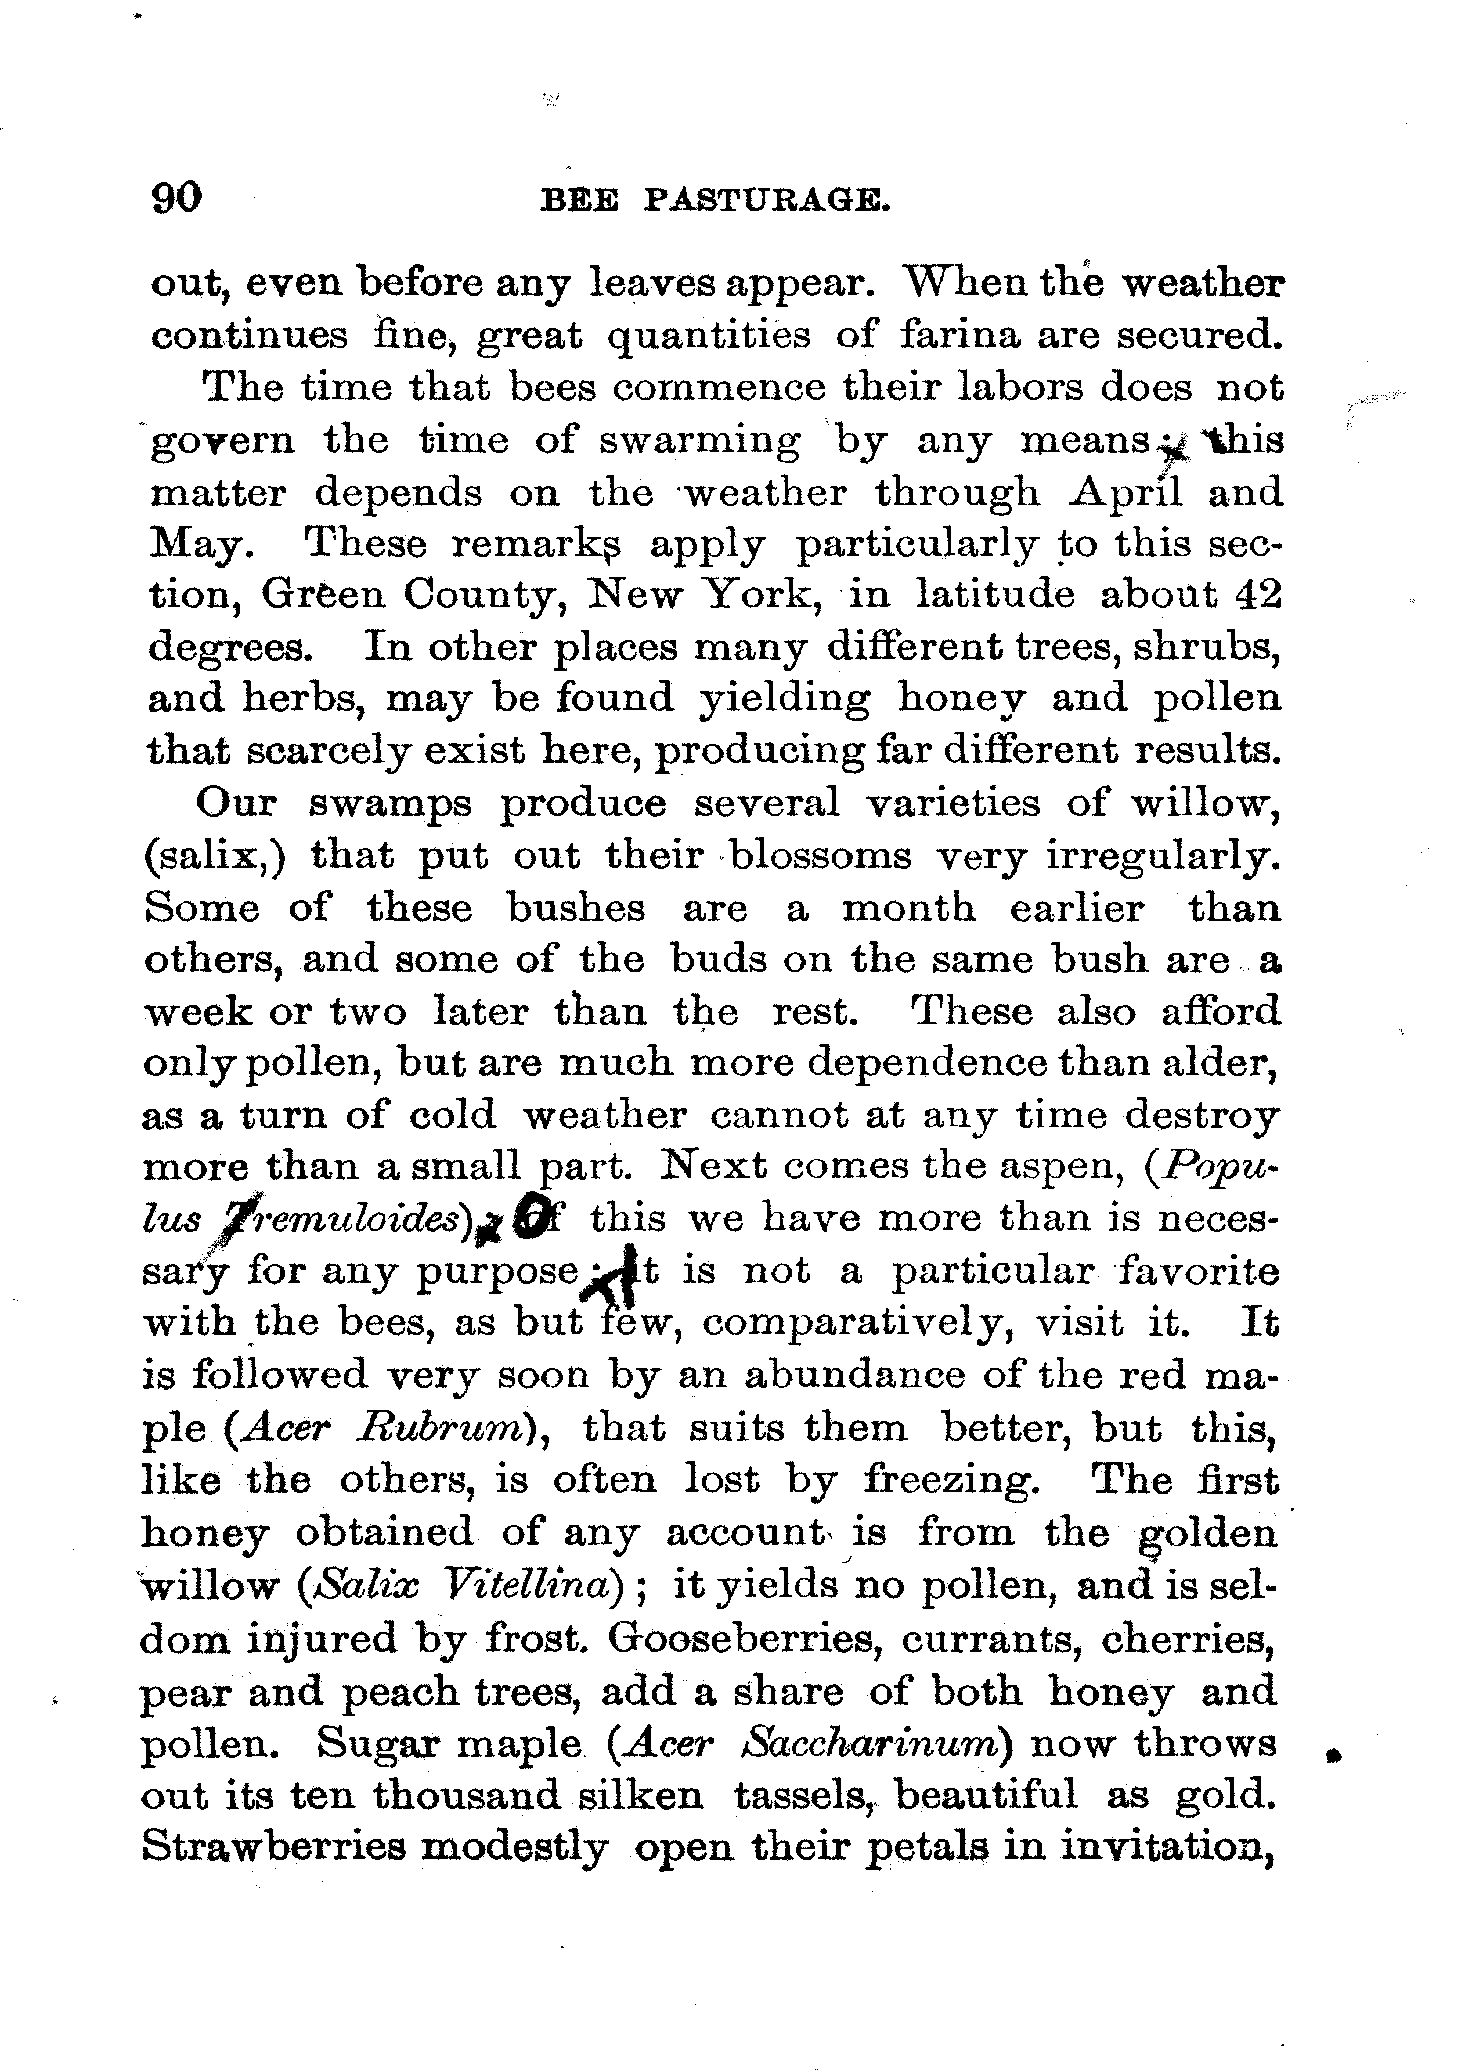 90 BEE PASTURAGE.
out, even before any leaves appear. When the weather
continues fine, great quantities of farina are secured.
The time that bees commence their labors does not
govern the time of swarming by any means; this
matter depends on the weather through April and
May. These remarks apply particularly to this sec-
tion, Green County, New York, in latitude about 42
degrees. In other places many different trees, shrubs,
and herbs, may be found yielding honey and pollen
that scarcely exist here, producing far different results.
Our swamps produce several varieties of willow,
(salix,) that put out their blossoms very irregularly.
Some of these bushes are a month earlier than
others, and some of the buds on the same bush are a
week or two later than the rest. These also afford
only pollen, but are much more dependence than alder,
as a turn of cold weather cannot at any time destroy
more than a small part. Next comes the aspen, (Popu-
lus Tremuloides). Of this we have more than is neces-
sary for any purpose. It is not a particular favorite
with the bees, as but few, comparatively, visit it. It
is followed very soon by an abundance of the red ma-
ple (Acer Rubrum), that suits them better, but this,
like the others, is often lost by freezing. The first
honey obtained of any account is from the golden
willow (Salix Vitellina) ; it yields no pollen, and is sel-
dom injured by frost. Gooseberries, currants, cherries,
pear and peach trees, add a share of both honey and
pollen. Sugar maple (Acer Saccharinum) now throws
out its ten thousand silken tassels, beautiful as gold.
Strawberries modestly open their petals in invitation,